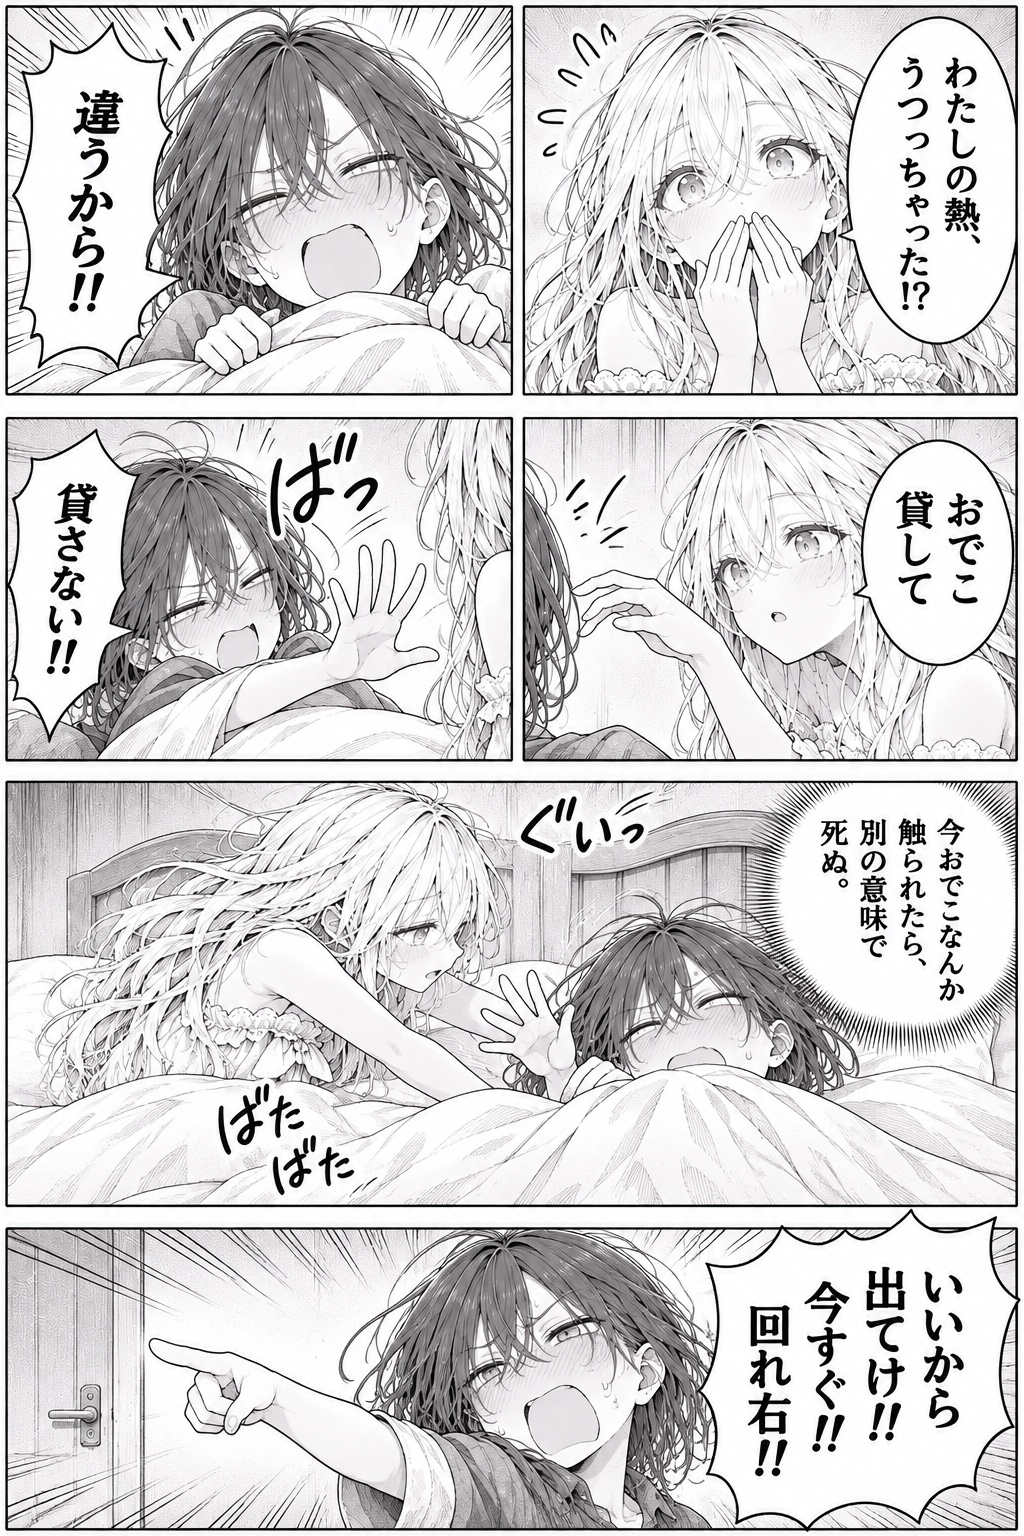 わたしの熱、
うつっちゃった!?
違うから!!
おでこ
貸して
ばっ
貸さない!!
今おでこなんか
触られたら、
別の意味で
死ぬ。
ぐいっ
ばた
ばた
いいから
出てけ!!
今すぐ!!
回れ右!!